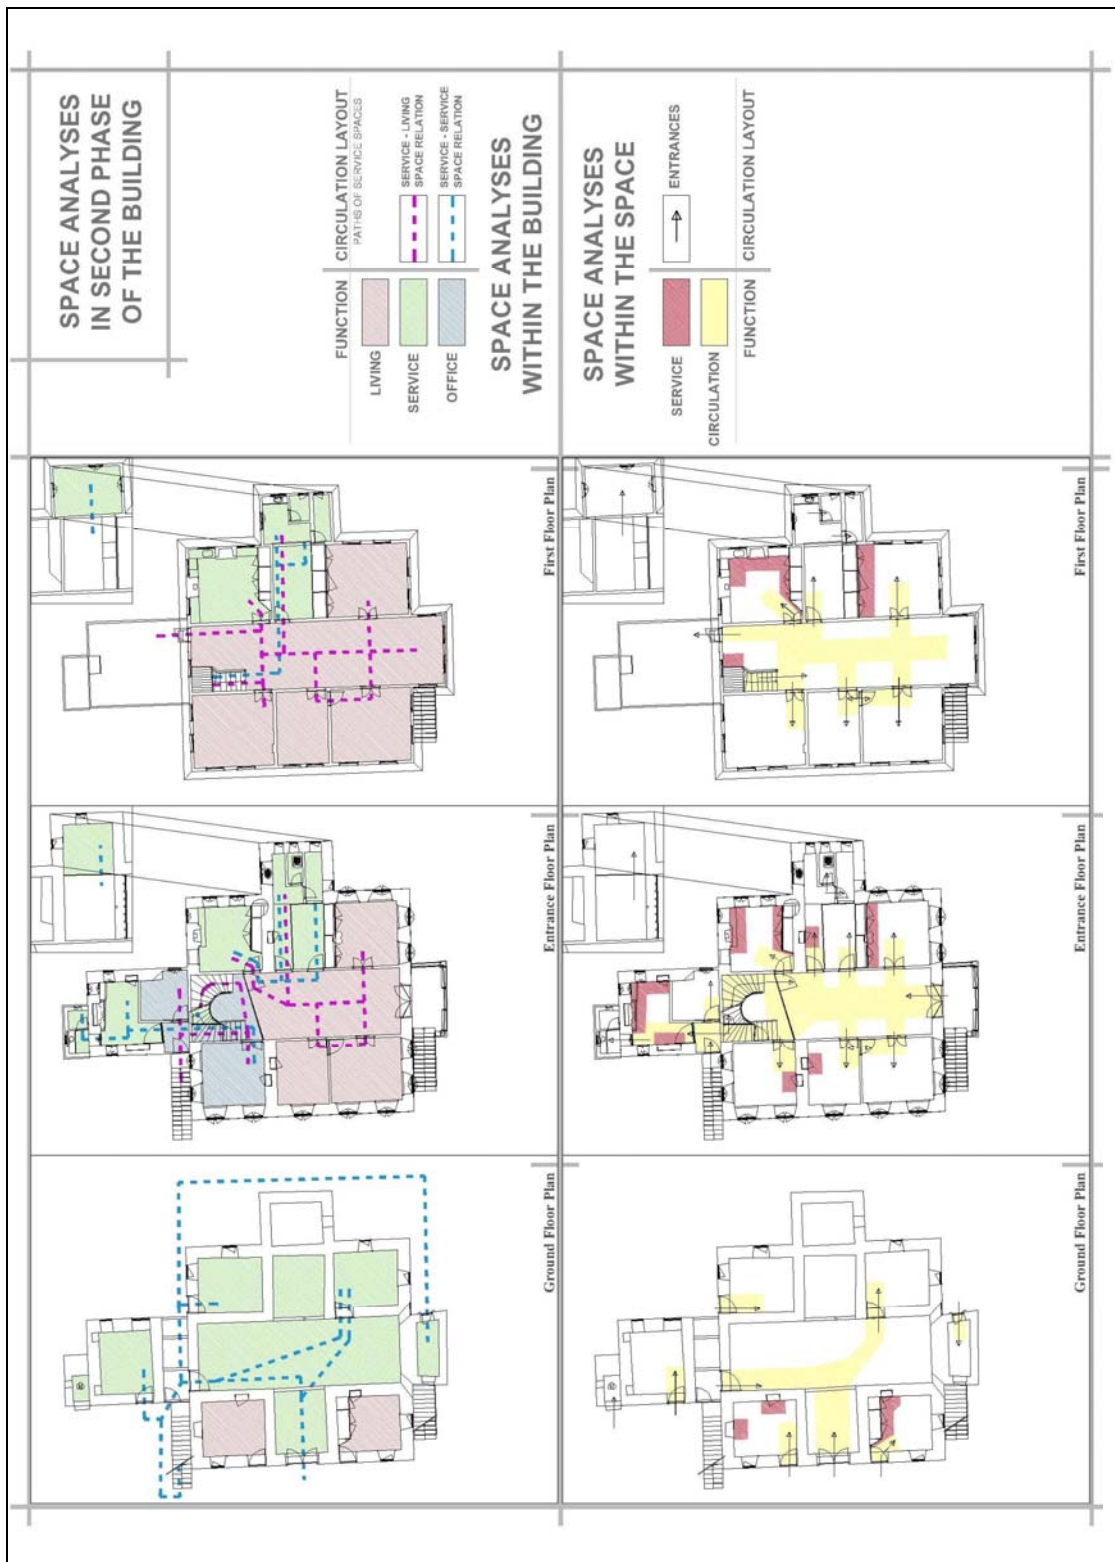 SPACE ANALYSES
IN SECOND PHASE
OF THE BUILDING
FUNCTION
LIVING
SERVICE
OFFICE
CIRCULATION LAYOUT
PATHS OF SERVICE SPACES
SERVICE - LIVING
SPACE RELATION
SERVICE - SERVICE
SPACE RELATION
SPACE ANALYSES
WITHIN THE BUILDING
SPACE ANALYSES
WITHIN THE SPACE
SERVICE
CIRCULATION
FUNCTION
ENTRANCES
CIRCULATION LAYOUT
First Floor Plan
First Floor Plan
Entrance Floor Plan
Entrance Floor Plan
Ground Floor Plan
Ground Floor Plan